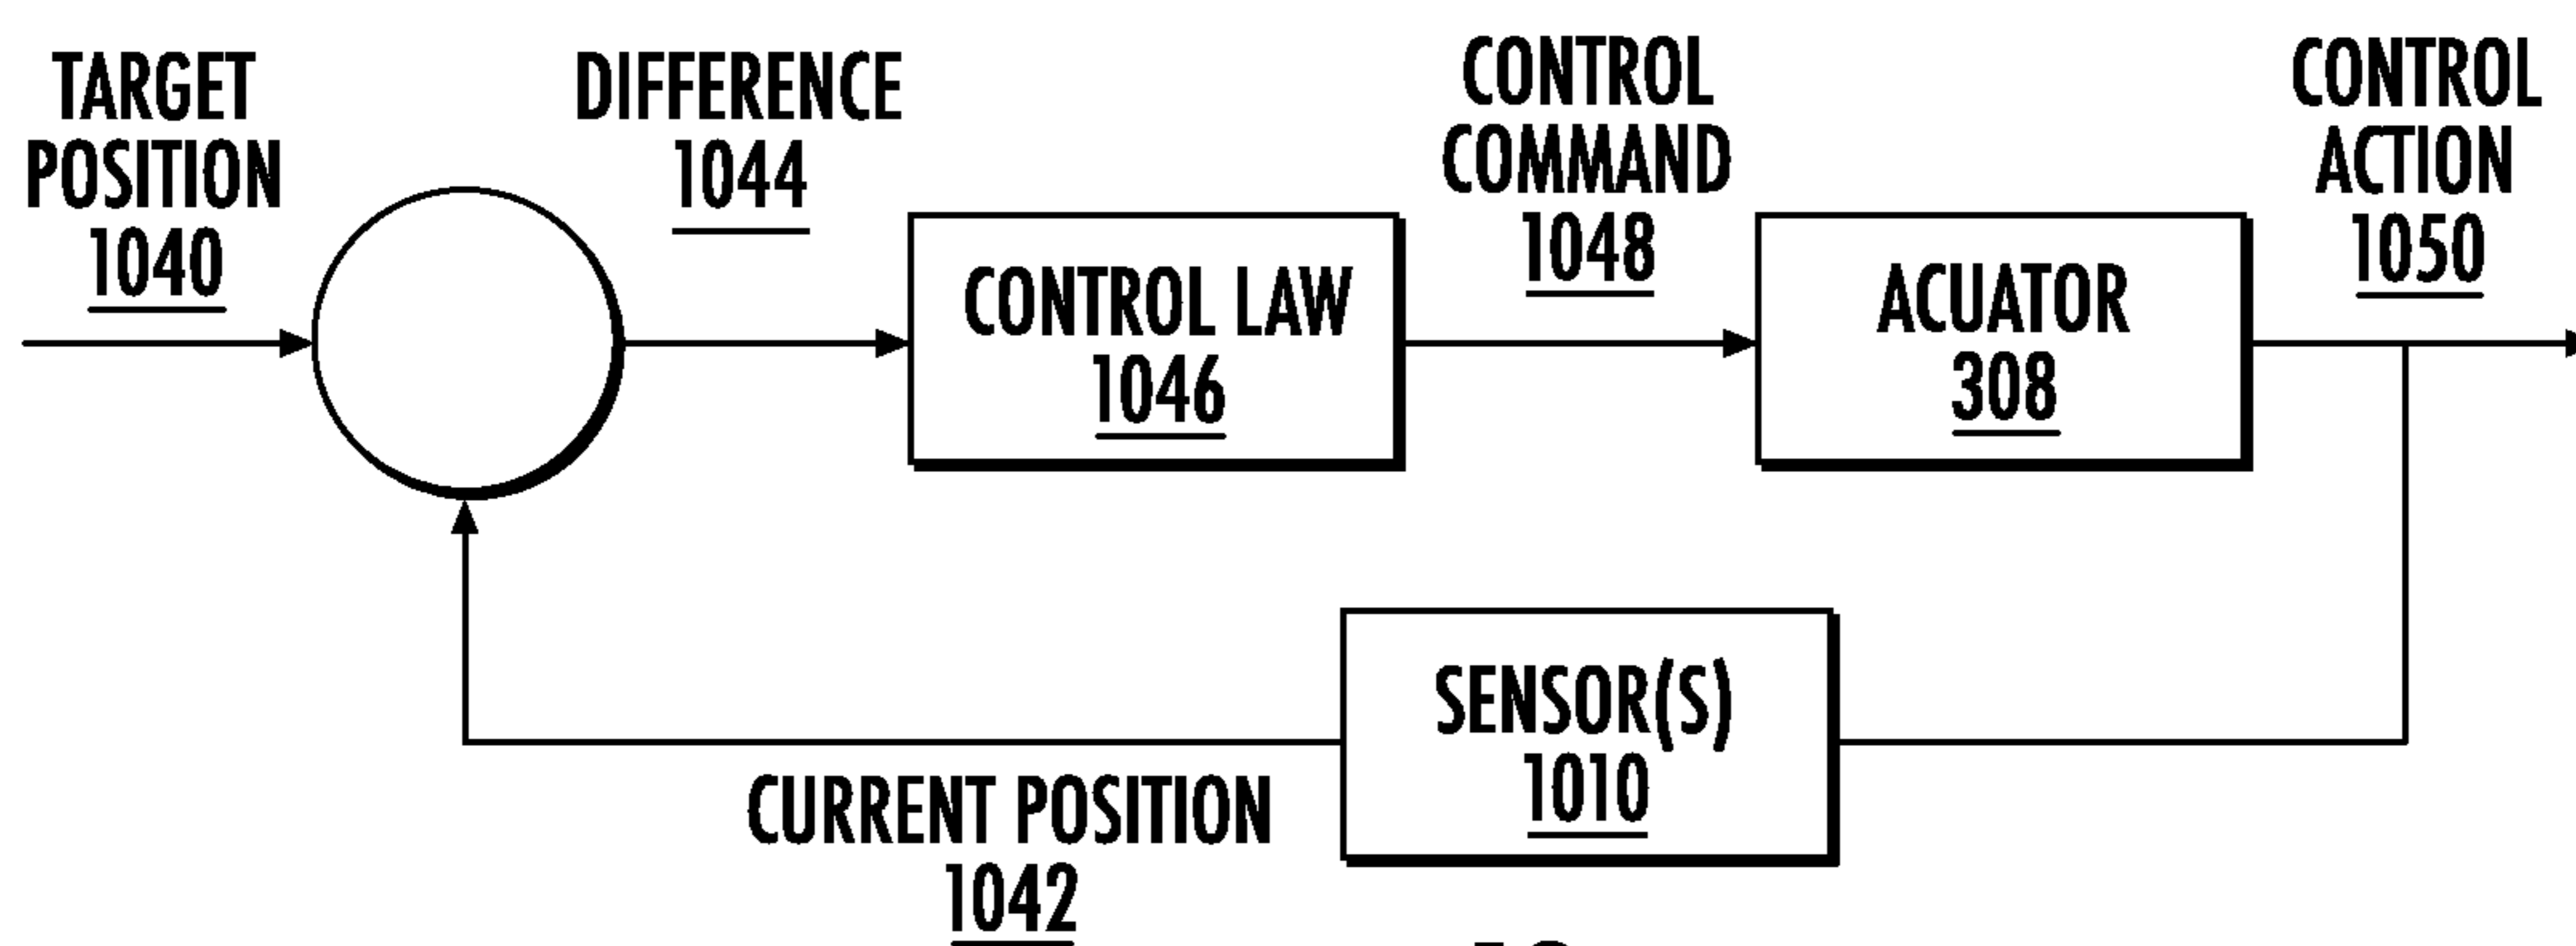 TARGET
POSITION
1040
DIFFERENCE
1044
CONTROL LAW
1046
CONTROL
COMMAND
1048
ACUATOR
308
CONTROL
ACTION
1050
SENSOR(S)
1010
CURRENT POSITION
1042